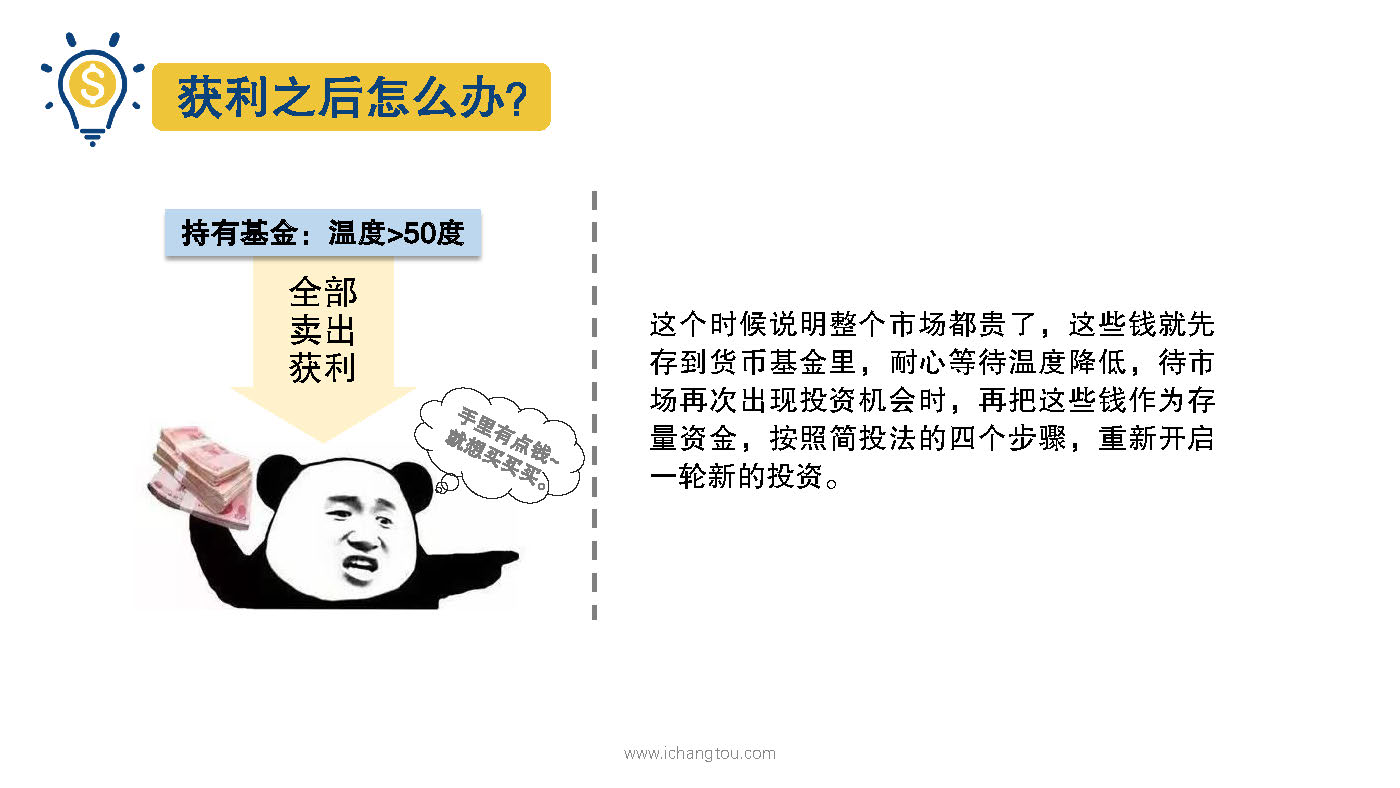 获利之后怎么办?
持有基金：温度>50度
全部
卖出
获利
手里有点钱~
就想买买买。
这个时候说明整个市场都贵了，这些钱就先
存到货币基金里，耐心等待温度降低，待市
场再次出现投资机会时，再把这些钱作为存
量资金，按照简投法的四个步骤，重新开启
一轮新的投资。
www.ichangtou.com